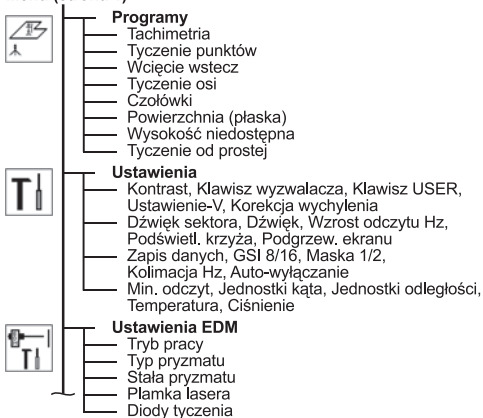 Programy
Tachimetria
Tyczenie punktów
Wcięcie wstecz
Tyczenie osi
Czołówki
Powierzchnia (płaska)
Wysokość niedostępna
Tyczenie od prostej
Ustawienia
Kontrast, Klawisz wyzwalacza, Klawisz USER,
Ustawienie-V, Korekcja wychylenia
Dźwięk sektora, Dźwięk, Wzrost odczytu Hz,
Podświetl. krzyża, Podgrzew. ekranu
Zapis danych, GSI 8/16, Maska 1/2,
Kolimacja Hz, Auto-wyłączanie
Min. odczyt, Jednostki kąta, Jednostki odległości,
Temperatura, Ciśnienie
Ustawienia EDM
Tryb pracy
Typ pryzmatu
Stała pryzmatu
Plamka lasera
Diody tyczenia